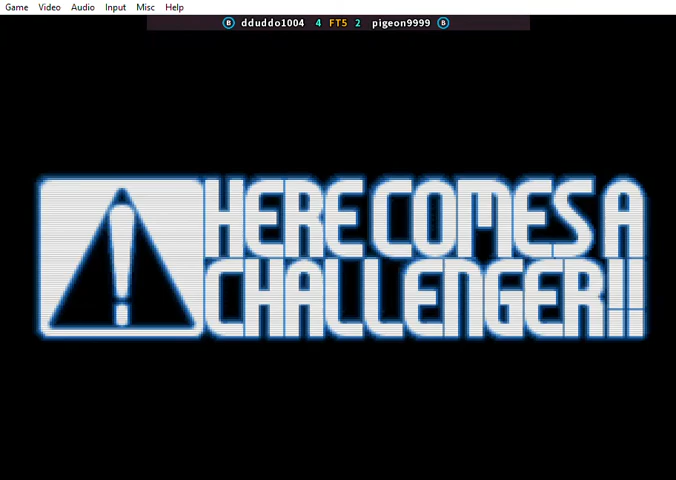 Game Video Audio Input Misc Help
B dduddo1004 4 FT5 2 pigeon9999 B
HERE COMES A
CHALLENGER!!